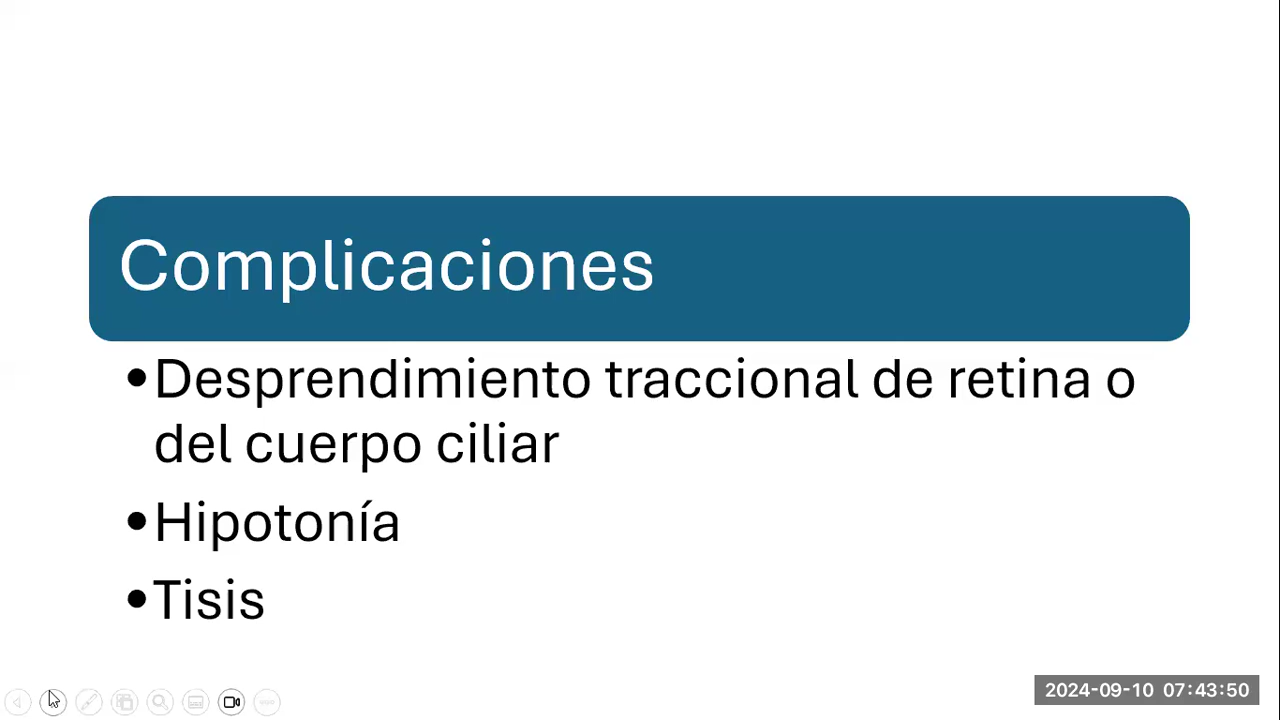 Complicaciones
•Desprendimiento traccional de retina o
del cuerpo ciliar
•Hipotonía
•Tisis
2024-09-10 07:43:50